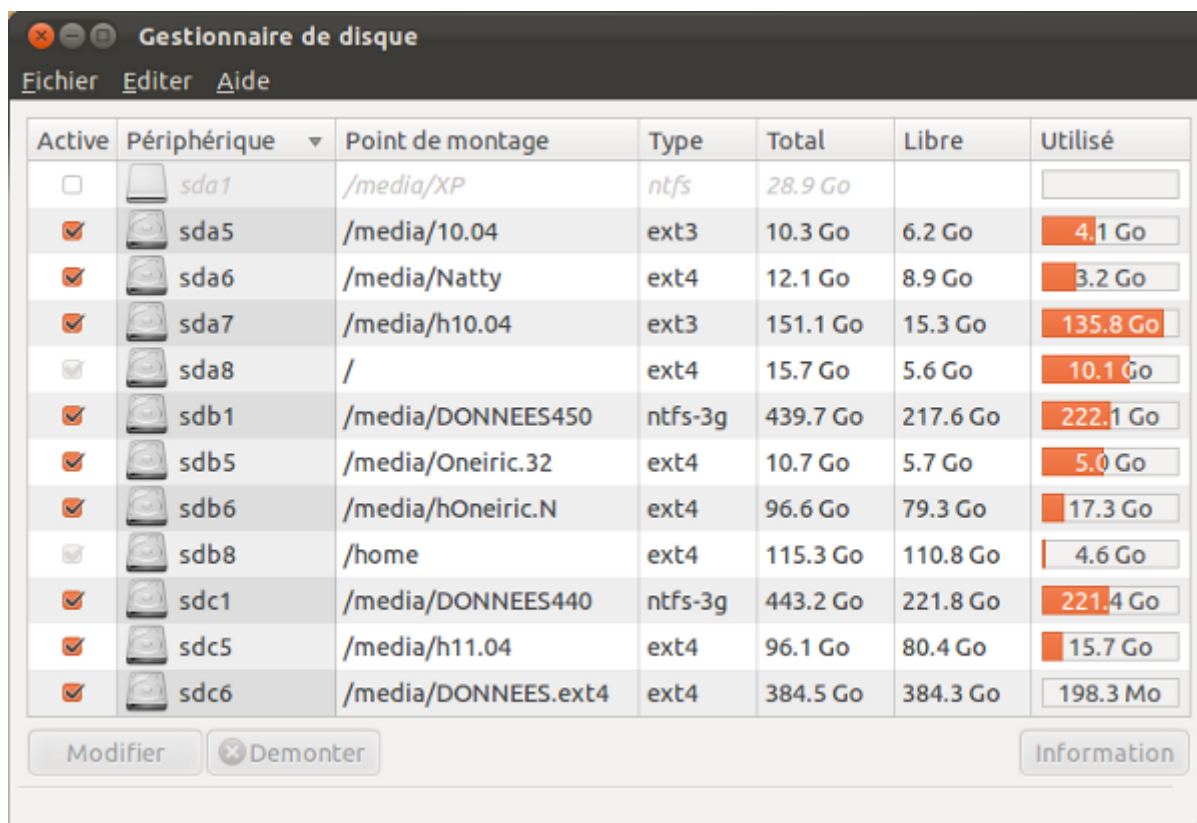 Gestionnaire de disque
Fichier Editer Aide
Active Périphérique Point de montage Type Total Libre Utilisé
sda1 /media/XP ntfs 28.9 Go
sda5 /media/10.04 ext3 10.3 Go 6.2 Go 4.1 Go
sda6 /media/Natty ext4 12.1 Go 8.9 Go 3.2 Go
sda7 /media/h10.04 ext3 151.1 Go 15.3 Go 135.8 Go
sda8 / ext4 15.7 Go 5.6 Go 10.1 Go
sdb1 /media/DONNEES450 ntfs-3g 439.7 Go 217.6 Go 222.1 Go
sdb5 /media/Oneiric.32 ext4 10.7 Go 5.7 Go 5.0 Go
sdb6 /media/hOneiric.N ext4 96.6 Go 79.3 Go 17.3 Go
sdb8 /home ext4 115.3 Go 110.8 Go 4.6 Go
sdc1 /media/DONNEES440 ntfs-3g 443.2 Go 221.8 Go 221.4 Go
sdc5 /media/h11.04 ext4 96.1 Go 80.4 Go 15.7 Go
sdc6 /media/DONNEES.ext4 ext4 384.5 Go 384.3 Go 198.3 Mo
Modifier Demonter Information